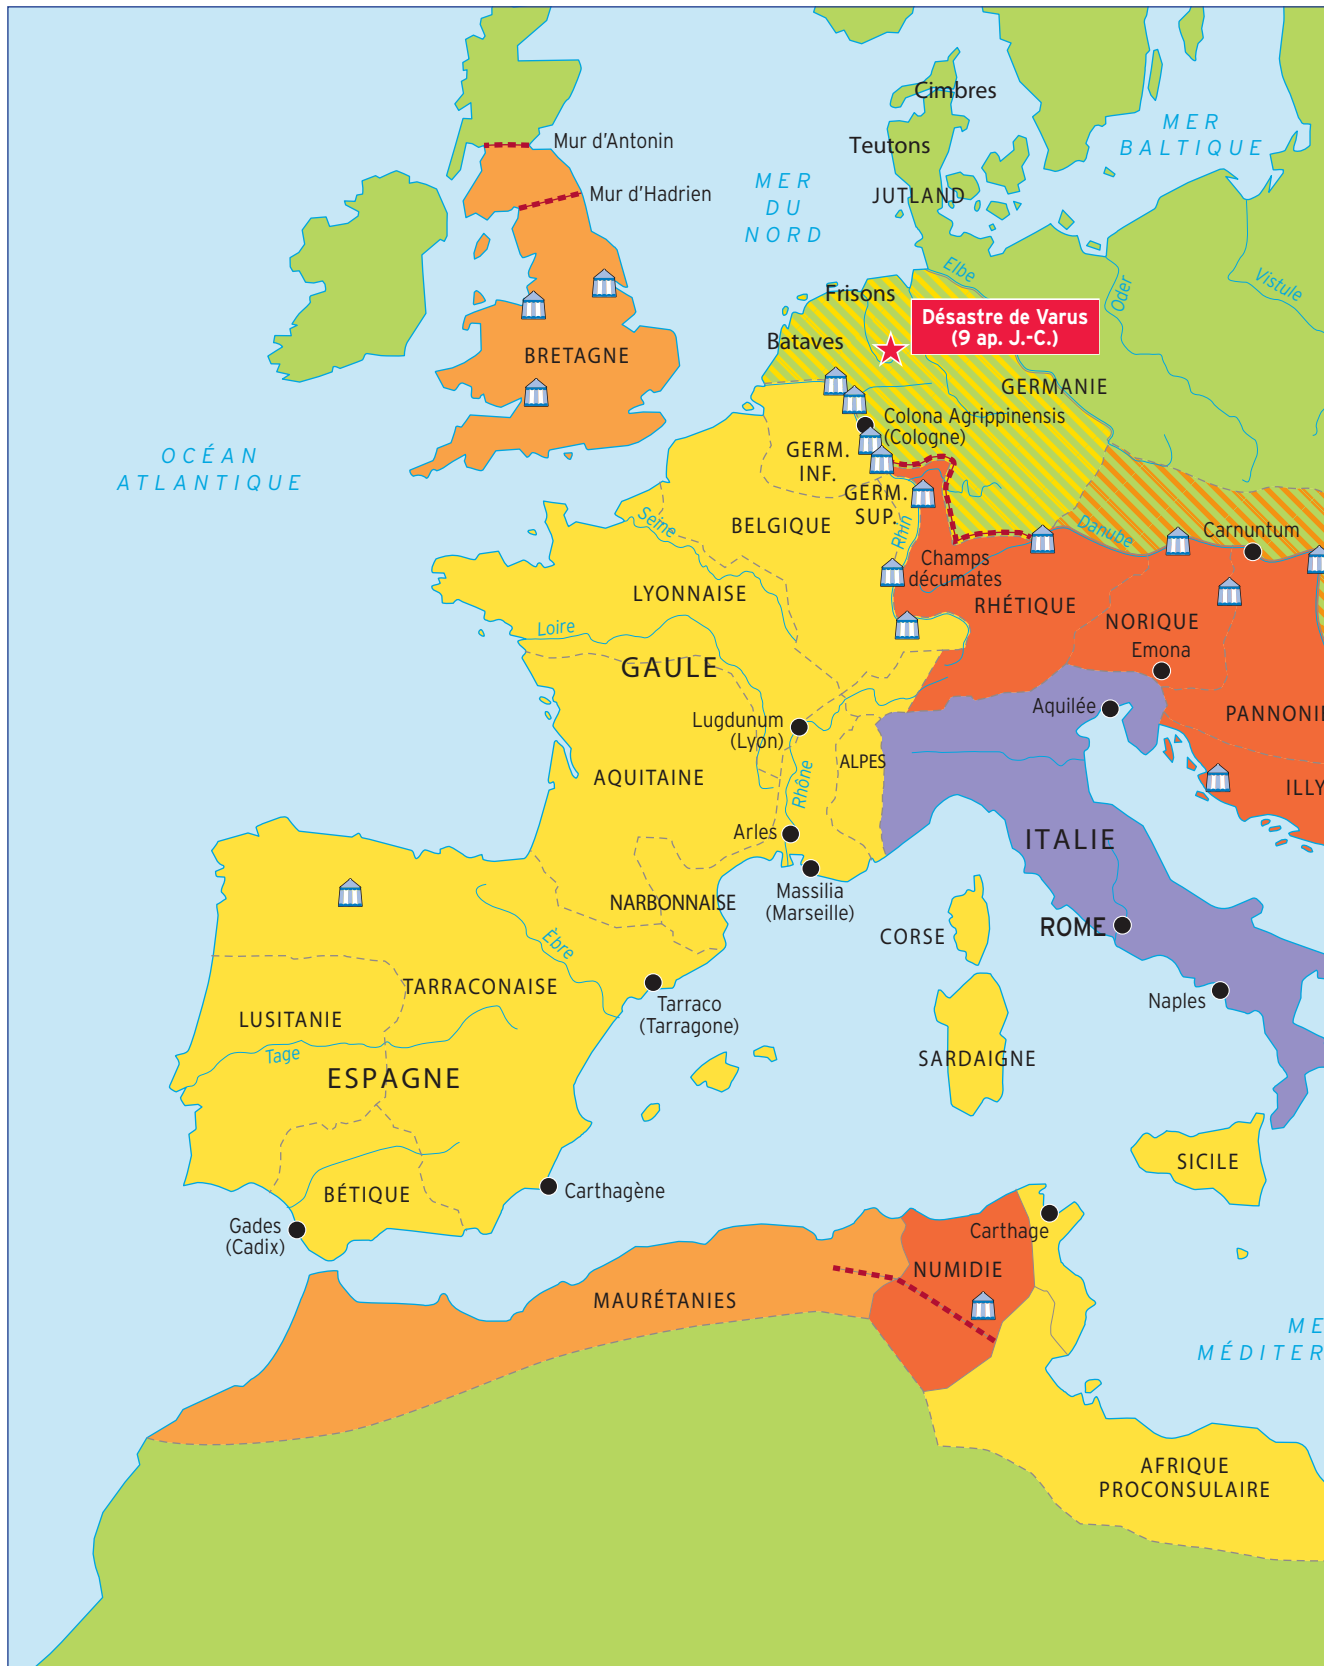 Cimbres
MER
BALTIQUE
Mur d'Antonin
Teutons
MER
DU
NORD
JUTLAND
Mur d'Hadrien
Elbe
Oder
Vistule
Frisons
Désastre de Varus
(9 ap. J.-C.)
Bataves
BRETAGNE
GERMANIE
Colona Agrippinensis
(Cologne)
OCÉAN
ATLANTIQUE
GERM.
INF.
GERM.
SUP.
BELGIQUE
Seine
Rhin
Danube
Carnuntum
Champs
décumates
LYONNAISE
RHÉTIQUE
NORIQUE
Loire
Emona
GAULE
Aquilée
PANNONI
Lugdunum
(Lyon)
ALPES
AQUITAINE
Rhône
ILLY
Arles
ITALIE
Massilia
(Marseille)
NARBONNAISE
CORSE
ROME
Èbre
TARRACONAISE
Naples
Tarraco
(Tarragone)
LUSITANIE
Tage
SARDAIGNE
ESPAGNE
SICILE
BÉTIQUE
Carthagène
Gades
(Cadix)
Carthage
NUMIDIE
MAURÉTANIES
ME
MÉDITER
AFRIQUE
PROCONSULAIRE